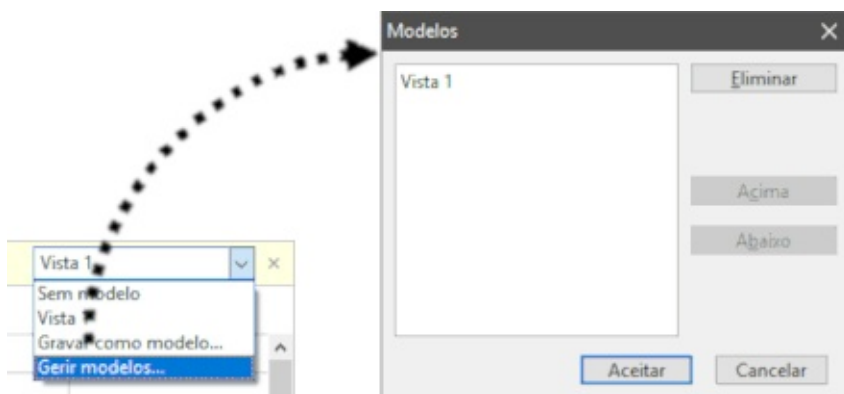 Modelos
Vista 1
Eliminar
Acima
Abaixo
Aceitar
Cancelar
Vista 1
Sem modelo
Vista 1
Gravar como modelo...
Gerir modelos...